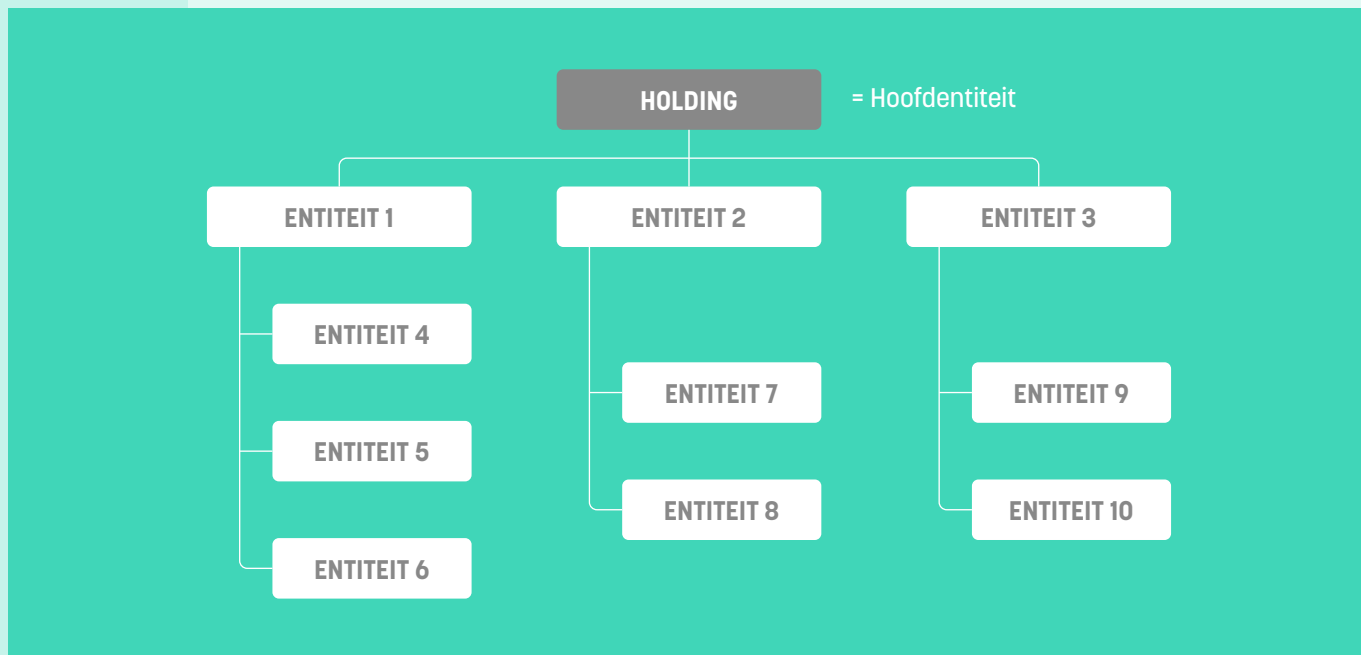 HOLDING
= Hoofdentiteit
ENTITEIT 1
ENTITEIT 2
ENTITEIT 3
ENTITEIT 4
ENTITEIT 5
ENTITEIT 6
ENTITEIT 7
ENTITEIT 8
ENTITEIT 9
ENTITEIT 10